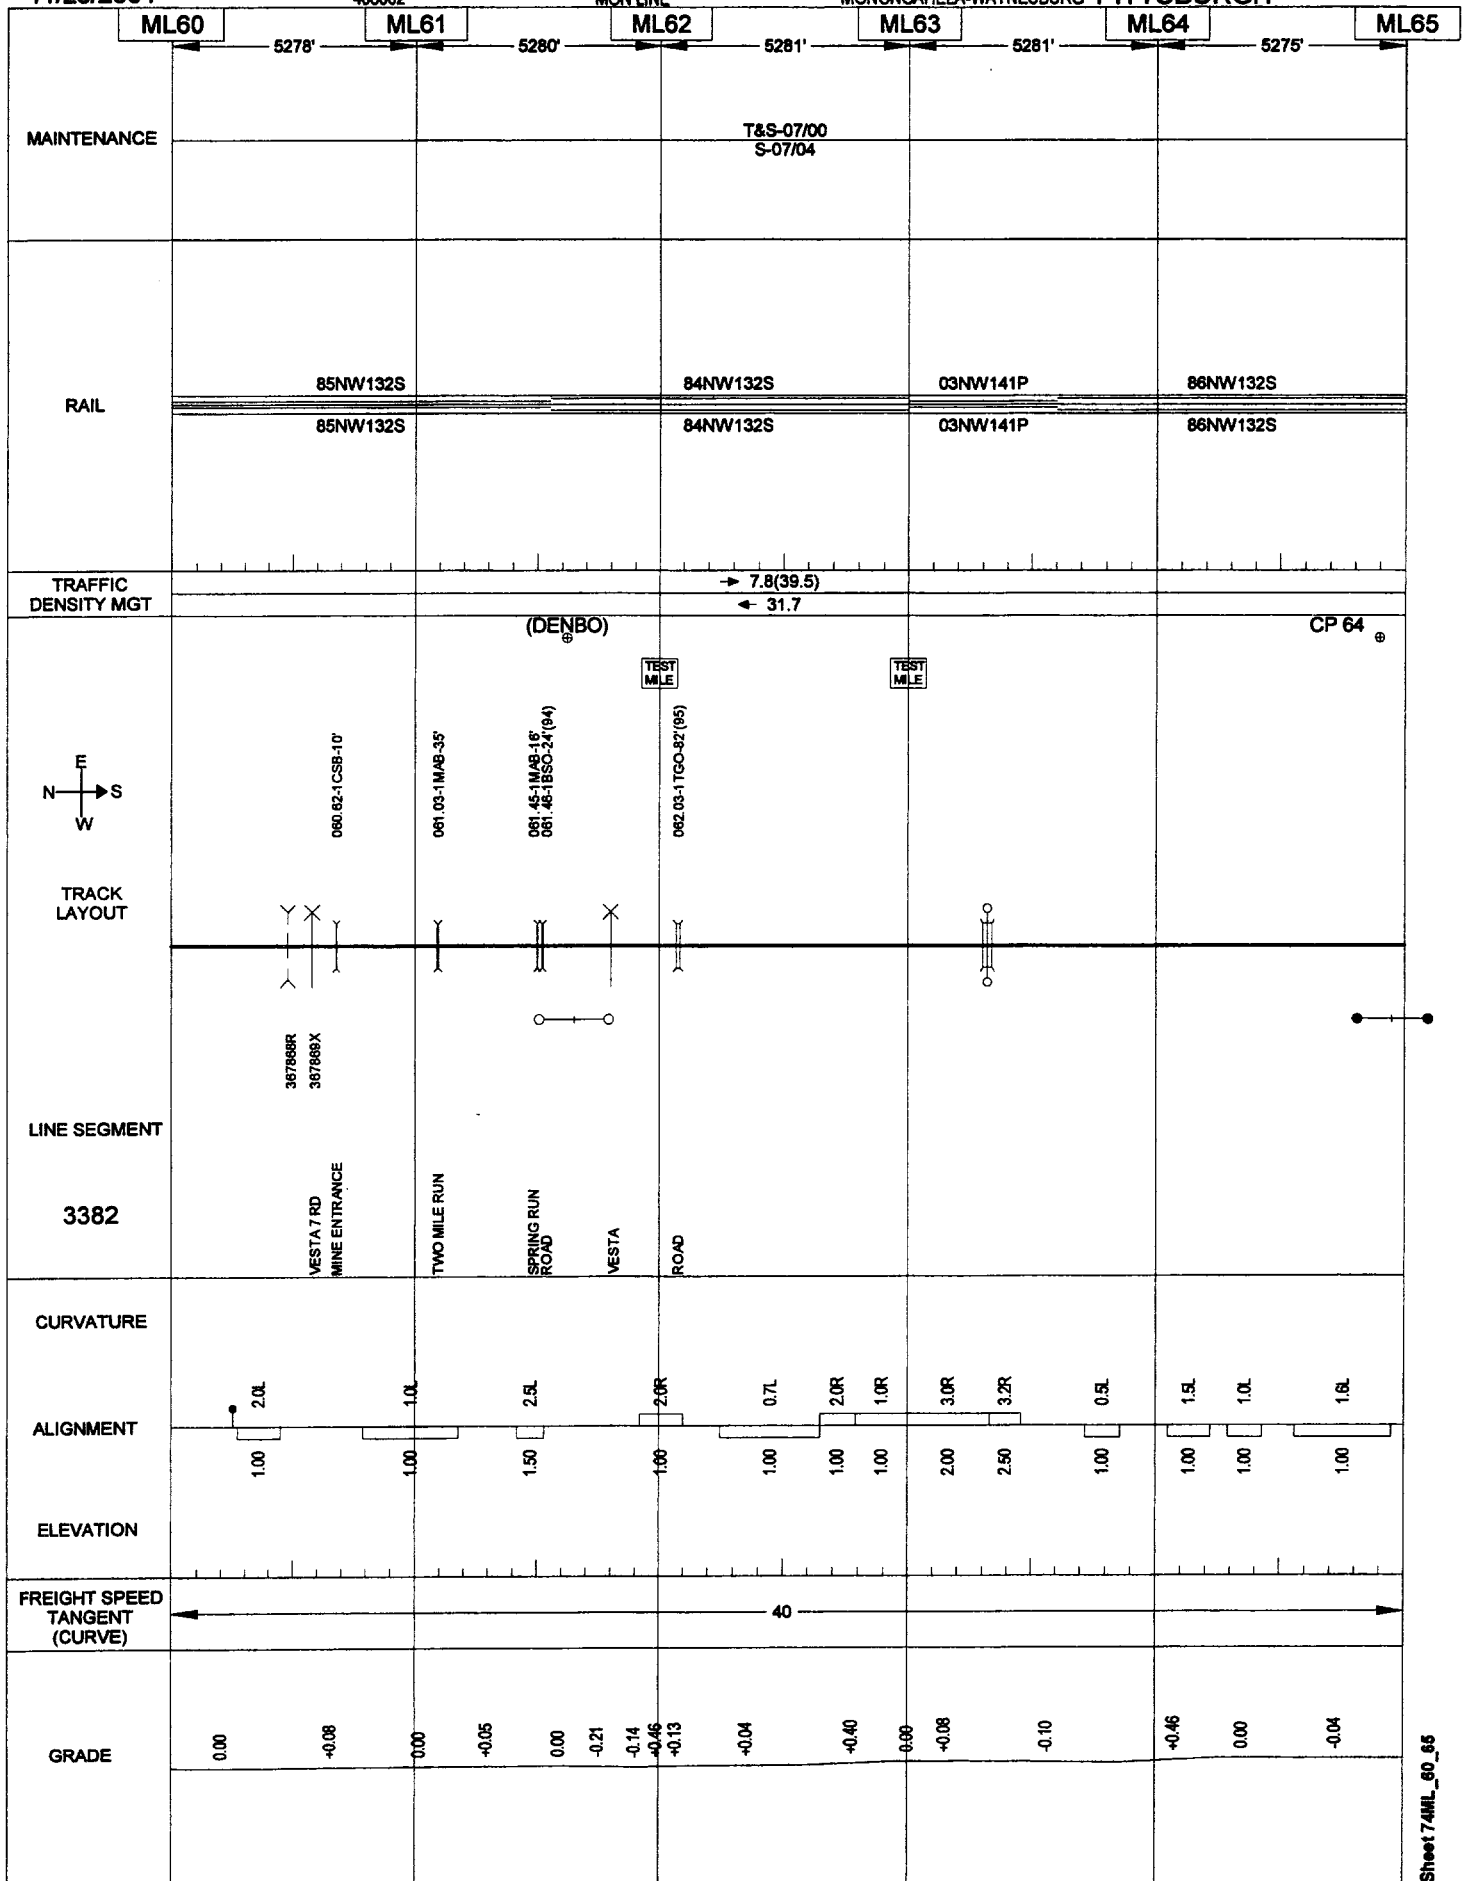 MON LINE
ML60 ML61 ML62 ML63 ML64 ML65
5278' 5280' 5281' 5281' 5275'
MAINTENANCE
T&S-07/00
S-07/04
RAIL
85NW132S 84NW132S 03NW141P 86NW132S
85NW132S 84NW132S 03NW141P 86NW132S
TRAFFIC
DENSITY MGT
7.8(39.5)
31.7
(DENBO)
CP 64
TEST
MILE
TEST
MILE
060.62-1CSB-10'
061.03-1MAB-35'
061.45-1MAB-16'
061.46-1BSO-24'(94)
062.03-1TGO-82'(95)
E
N S
W
TRACK
LAYOUT
367868R
367869X
LINE SEGMENT
3382
VESTA 7 RD
MINE ENTRANCE
TWO MILE RUN
SPRING RUN
ROAD
VESTA
ROAD
CURVATURE
2.0L 1.0L 2.5L 2.0R 0.7L 2.0R 1.0R 3.0R 3.2R 0.5L 1.5L 1.0L 1.6L
ALIGNMENT
1.00 1.00 1.50 1.00 1.00 1.00 1.00 2.00 2.50 1.00 1.00 1.00 1.00
ELEVATION
FREIGHT SPEED
TANGENT
(CURVE)
40
GRADE
0.00 +0.08 0.00 +0.05 0.00 -0.21 -0.14 +0.46 +0.13 +0.04 +0.40 0.00 +0.08 -0.10 +0.46 0.00 -0.04
Sheet 74ML_60_65